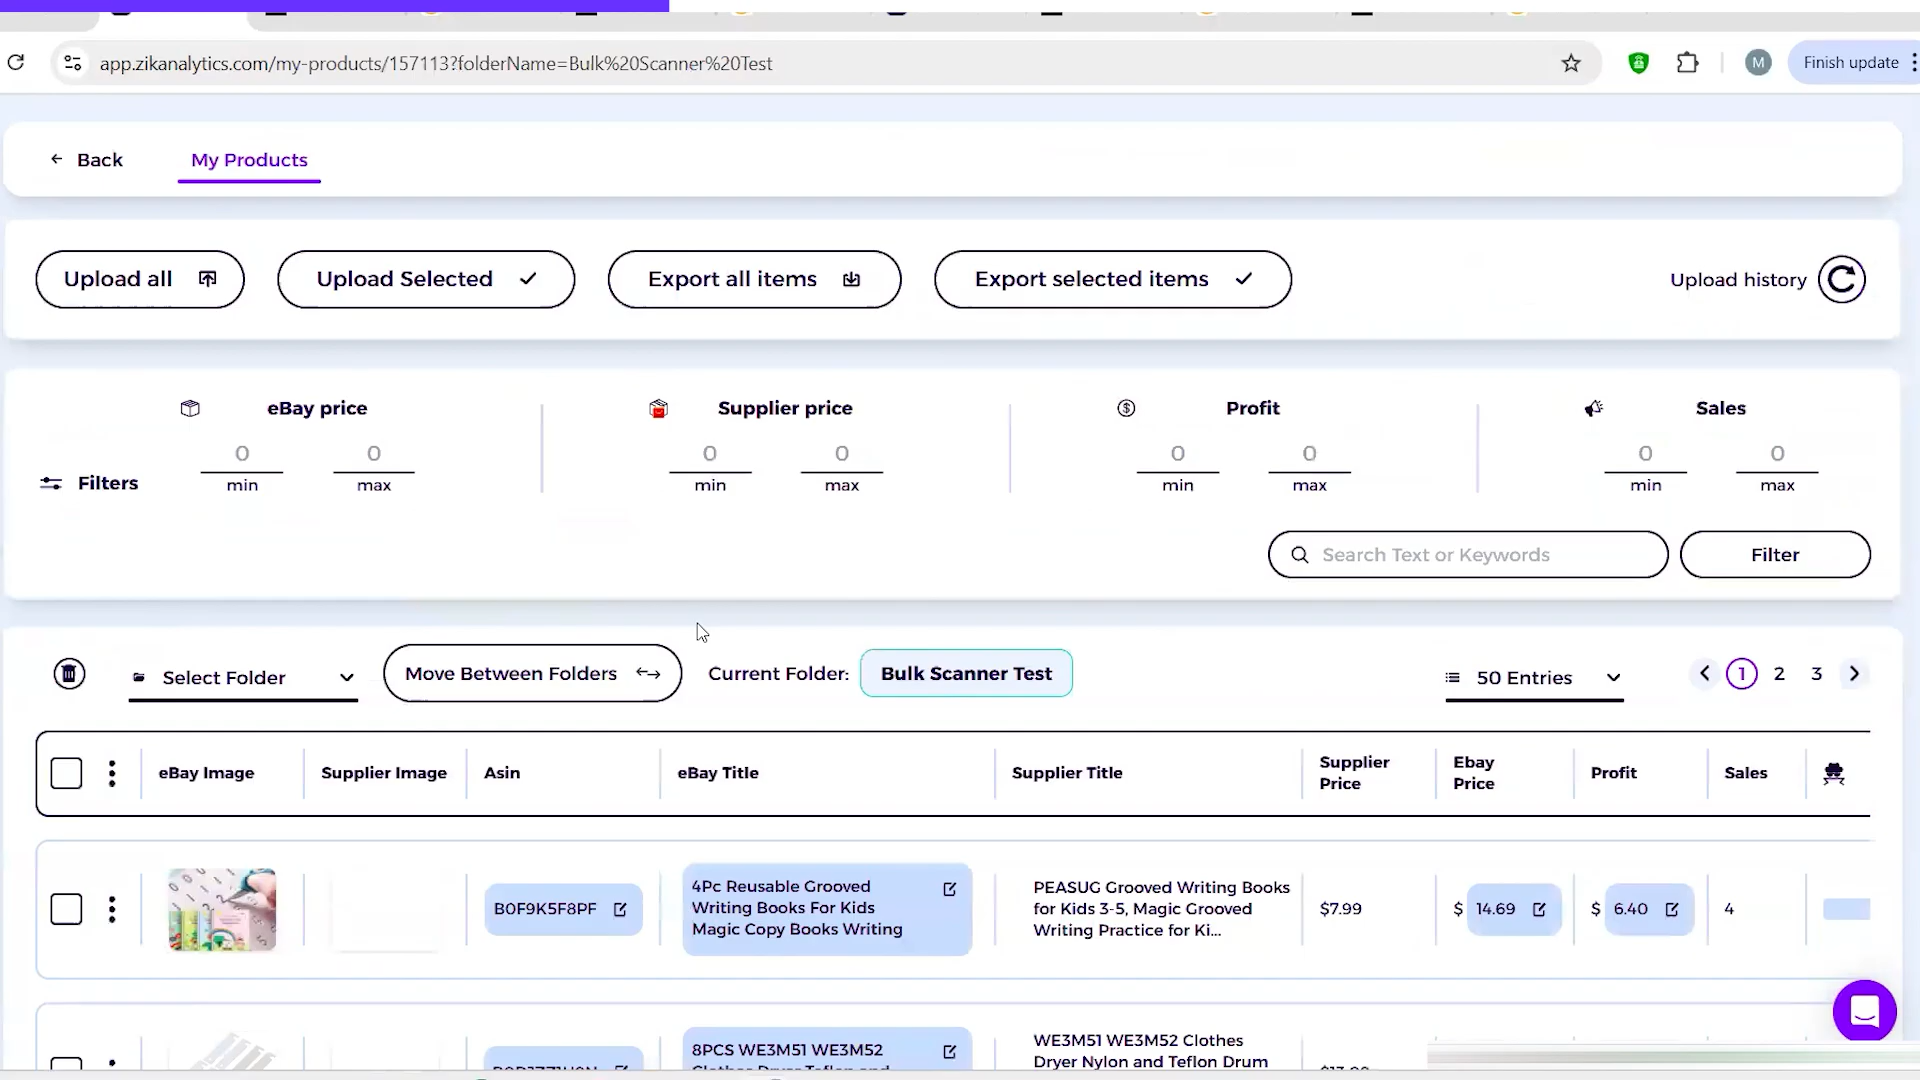 app.zikanalytics.com/my-products/157113?folderName=Bulk%20Scanner%20Test
M
Finish update
Back
My Products
Upload all
Upload Selected
Export all items
Export selected items
Upload history
Filters
eBay price
0
0
min
max
Supplier price
0
0
min
max
Profit
0
0
min
max
Sales
0
0
min
max
Search Text or Keywords
Filter
Select Folder
Move Between Folders
Current Folder:
Bulk Scanner Test
50 Entries
1
2
3
eBay Image
Supplier Image
Asin
eBay Title
Supplier Title
Supplier
Price
Ebay
Price
Profit
Sales
B0F9K5F8PF
4Pc Reusable Grooved
Writing Books For Kids
Magic Copy Books Writing
PEASUG Grooved Writing Books
for Kids 3-5, Magic Grooved
Writing Practice for Ki...
$7.99
$ 14.69
$ 6.40
4
8PCS WE3M51 WE3M52
WE3M51 WE3M52 Clothes
Dryer Nylon and Teflon Drum